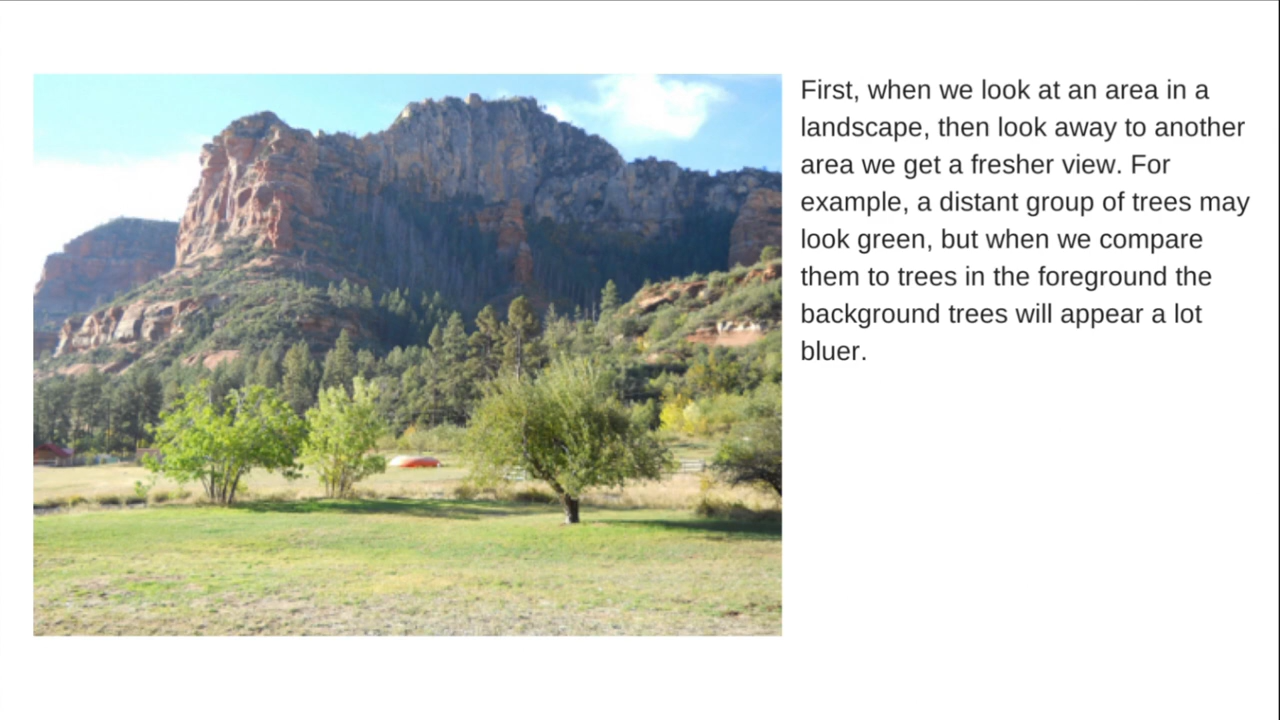 First, when we look at an area in a
landscape, then look away to another
area we get a fresher view. For
example, a distant group of trees may
look green, but when we compare
them to trees in the foreground the
background trees will appear a lot
bluer.